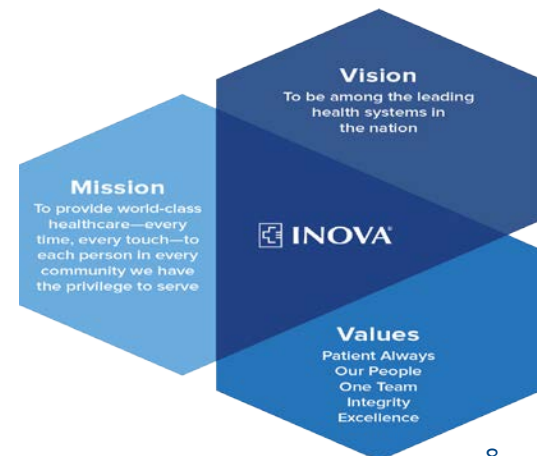 Vision
To be among the leading
health systems in
the nation
Mission
To provide world-class
healthcare—every
time, every touch—to
each person in every
community we have
the privilege to serve
INOVA®
Values
Patient Always
Our People
One Team
Integrity
Excellence